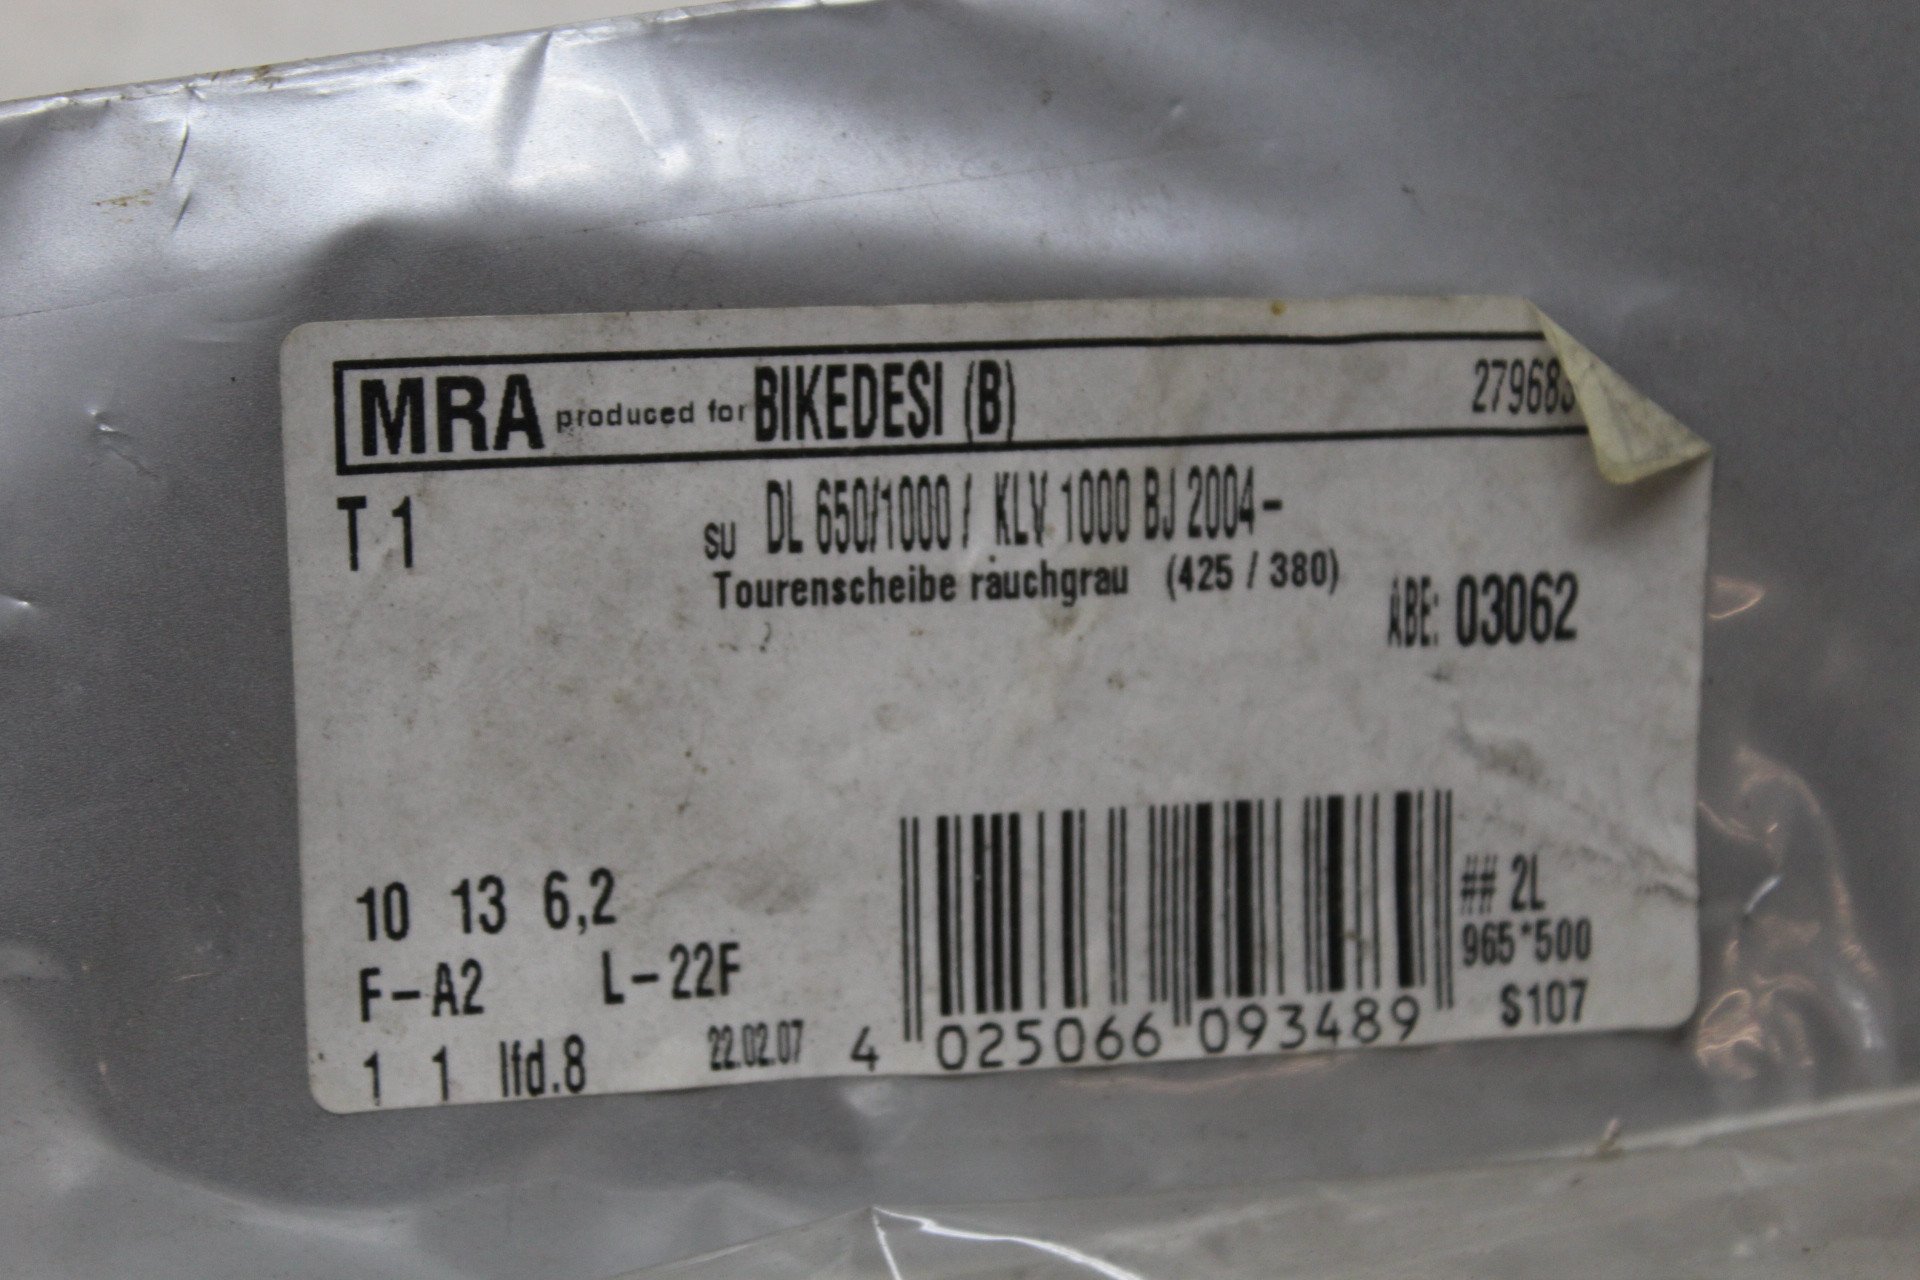 MRA produced for BIKEDESI (B)
T 1 su DL 650/1000 / KLV 1000 BJ 2004-
Tourenscheibe rauchgrau (425 / 380)
ABE: 03062
10 13 6,2
F-A2 L-22F
1 1 lfd.8 22.02.07
4 025066 093489
## 2L
965*500
S107